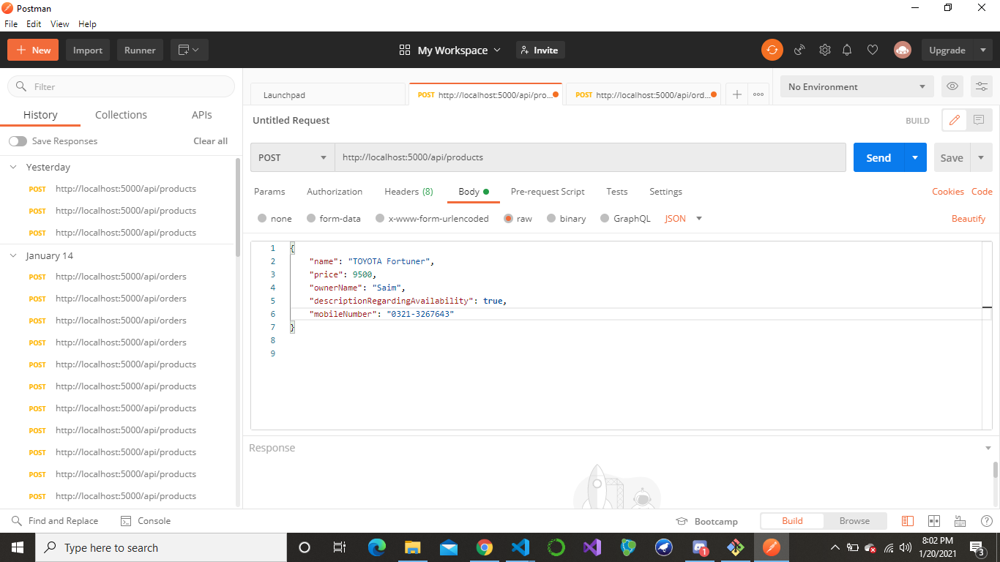 Postman
File Edit View Help
New Import Runner My Workspace Invite Upgrade
Filter
History Collections APIs
Save Responses Clear all
Yesterday
POST http://localhost:5000/api/products
POST http://localhost:5000/api/products
POST http://localhost:5000/api/products
January 14
POST http://localhost:5000/api/orders
POST http://localhost:5000/api/orders
POST http://localhost:5000/api/orders
POST http://localhost:5000/api/orders
POST http://localhost:5000/api/products
POST http://localhost:5000/api/products
POST http://localhost:5000/api/products
POST http://localhost:5000/api/products
POST http://localhost:5000/api/products
POST http://localhost:5000/api/products
POST http://localhost:5000/api/products
Launchpad POST http://localhost:5000/api/pro... POST http://localhost:5000/api/ord... No Environment
Untitled Request BUILD
POST http://localhost:5000/api/products Send Save
Params Authorization Headers (8) Body Pre-request Script Tests Settings Cookies Code
none form-data x-www-form-urlencoded raw binary GraphQL JSON Beautify
1 {
2 "name": "TOYOTA Fortuner",
3 "price": 9500,
4 "ownerName": "Saim",
5 "descriptionRegardingAvailability": true,
6 "mobileNumber": "0321-3267643"
7 }
8
9
Response
Find and Replace Console Bootcamp Build Browse
Type here to search 1 8:02 PM
1/20/2021 3